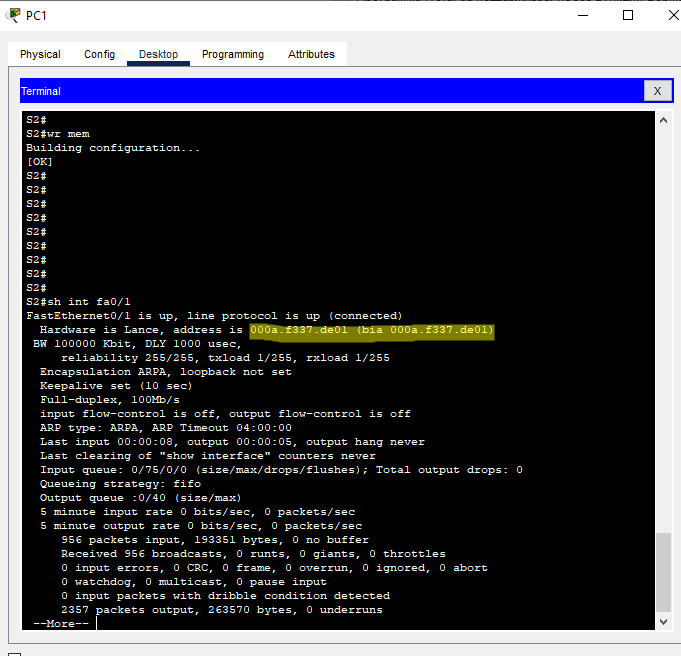 PC1
Physical Config Desktop Programming Attributes
Terminal X
S2#
S2#wr mem
Building configuration...
[OK]
S2#
S2#
S2#
S2#
S2#
S2#
S2#
S2#
S2#
S2#sh int fa0/1
FastEthernet0/1 is up, line protocol is up (connected)
Hardware is Lance, address is 000a.f337.de01 (bia 000a.f337.de01)
BW 100000 Kbit, DLY 1000 usec,
reliability 255/255, txload 1/255, rxload 1/255
Encapsulation ARPA, loopback not set
Keepalive set (10 sec)
Full-duplex, 100Mb/s
input flow-control is off, output flow-control is off
ARP type: ARPA, ARP Timeout 04:00:00
Last input 00:00:08, output 00:00:05, output hang never
Last clearing of "show interface" counters never
Input queue: 0/75/0/0 (size/max/drops/flushes); Total output drops: 0
Queueing strategy: fifo
Output queue :0/40 (size/max)
5 minute input rate 0 bits/sec, 0 packets/sec
5 minute output rate 0 bits/sec, 0 packets/sec
956 packets input, 193351 bytes, 0 no buffer
Received 956 broadcasts, 0 runts, 0 giants, 0 throttles
0 input errors, 0 CRC, 0 frame, 0 overrun, 0 ignored, 0 abort
0 watchdog, 0 multicast, 0 pause input
0 input packets with dribble condition detected
2357 packets output, 263570 bytes, 0 underruns
--More--